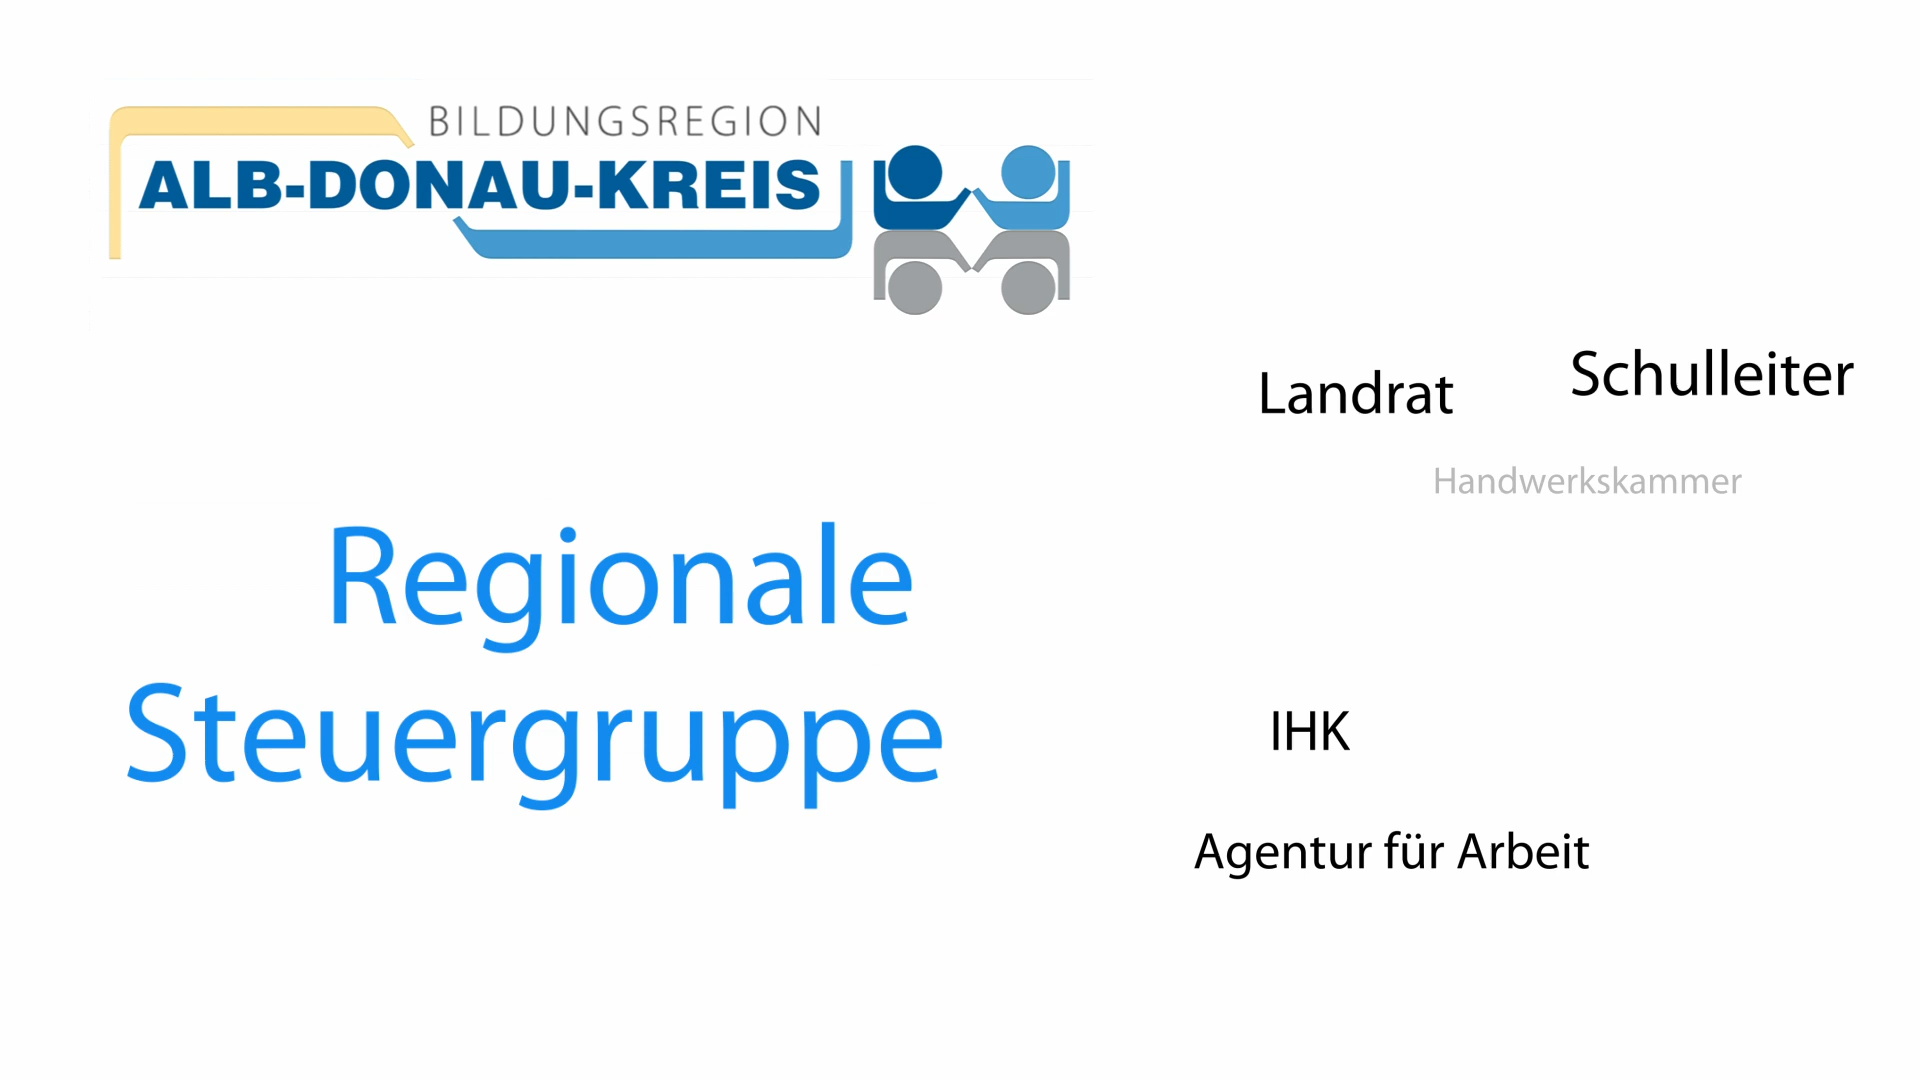 BILDUNGSREGION
ALB-DONAU-KREIS
Regionale
Steuergruppe
Landrat
Schulleiter
Handwerkskammer
IHK
Agentur für Arbeit